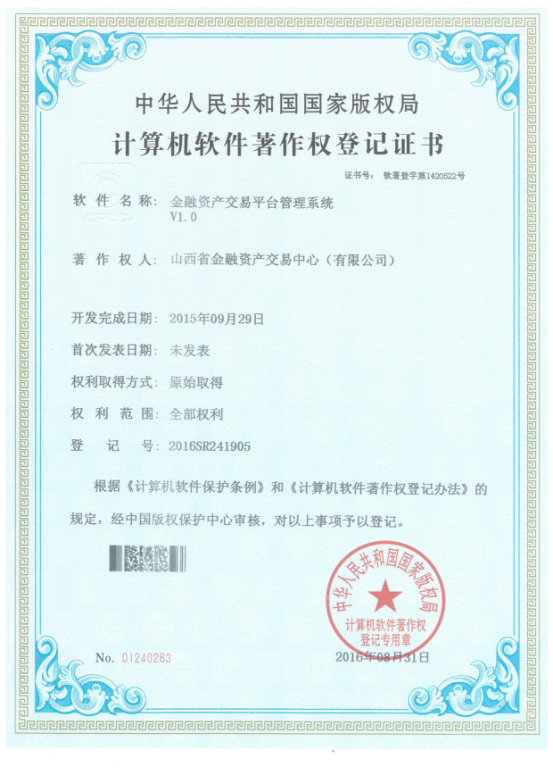 中华人民共和国国家版权局
计算机软件著作权登记证书
证书号： 软著登字第1420522号
软件名称： 金融资产交易平台管理系统
V1.0
著作权人： 山西省金融资产交易中心（有限公司）
开发完成日期： 2015年09月29日
首次发表日期： 未发表
权利取得方式： 原始取得
权利范围： 全部权利
登记号： 2016SR241905
根据《计算机软件保护条例》和《计算机软件著作权登记办法》的
规定，经中国版权保护中心审核，对以上事项予以登记。
中华人民共和国国家版权局
计算机软件著作权
登记专用章
No. 01240263
2016年08月31日